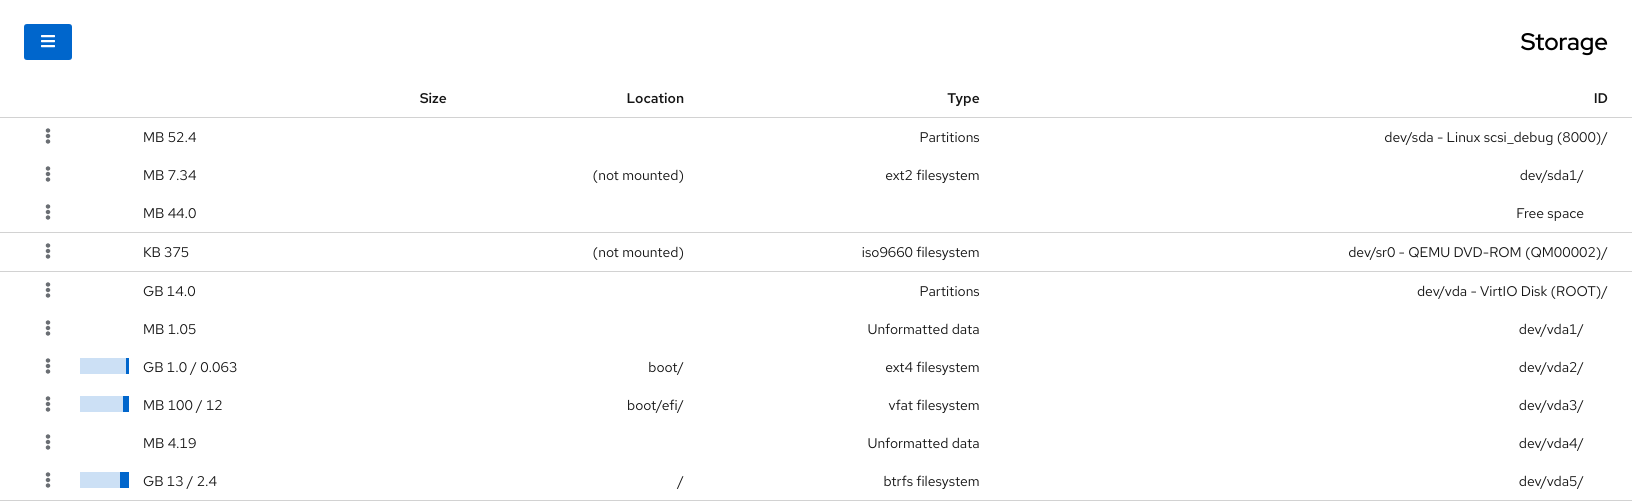 Storage
ID Type Location Size
dev/sda - Linux scsi_debug (8000)/ Partitions MB 52.4
dev/sda1/ ext2 filesystem (not mounted) MB 7.34
Free space MB 44.0
dev/sr0 - QEMU DVD-ROM (QM00002)/ iso9660 filesystem (not mounted) KB 375
dev/vda - VirtIO Disk (ROOT)/ Partitions GB 14.0
dev/vda1/ Unformatted data MB 1.05
dev/vda2/ ext4 filesystem boot/ GB 1.0 / 0.063
dev/vda3/ vfat filesystem boot/efi/ MB 100 / 12
dev/vda4/ Unformatted data MB 4.19
dev/vda5/ btrfs filesystem / GB 13 / 2.4